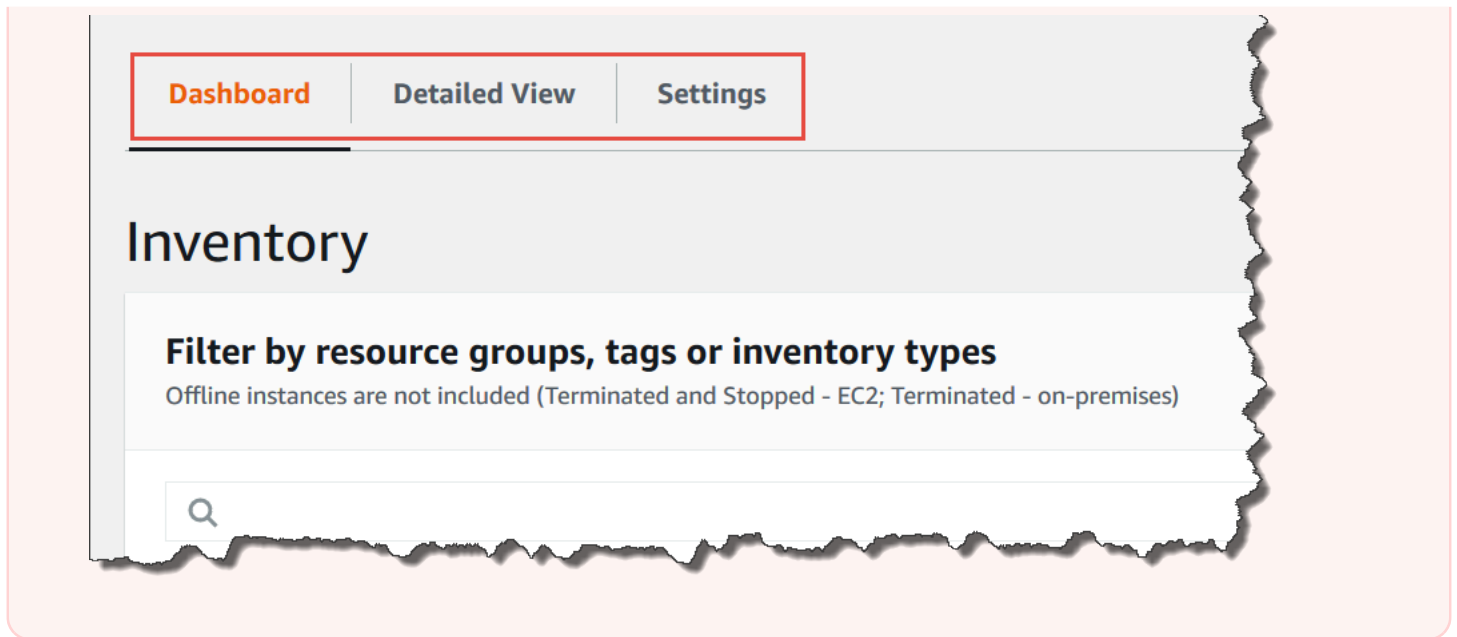 Dashboard Detailed View Settings
Inventory
Filter by resource groups, tags or inventory types
Offline instances are not included (Terminated and Stopped - EC2; Terminated - on-premises)